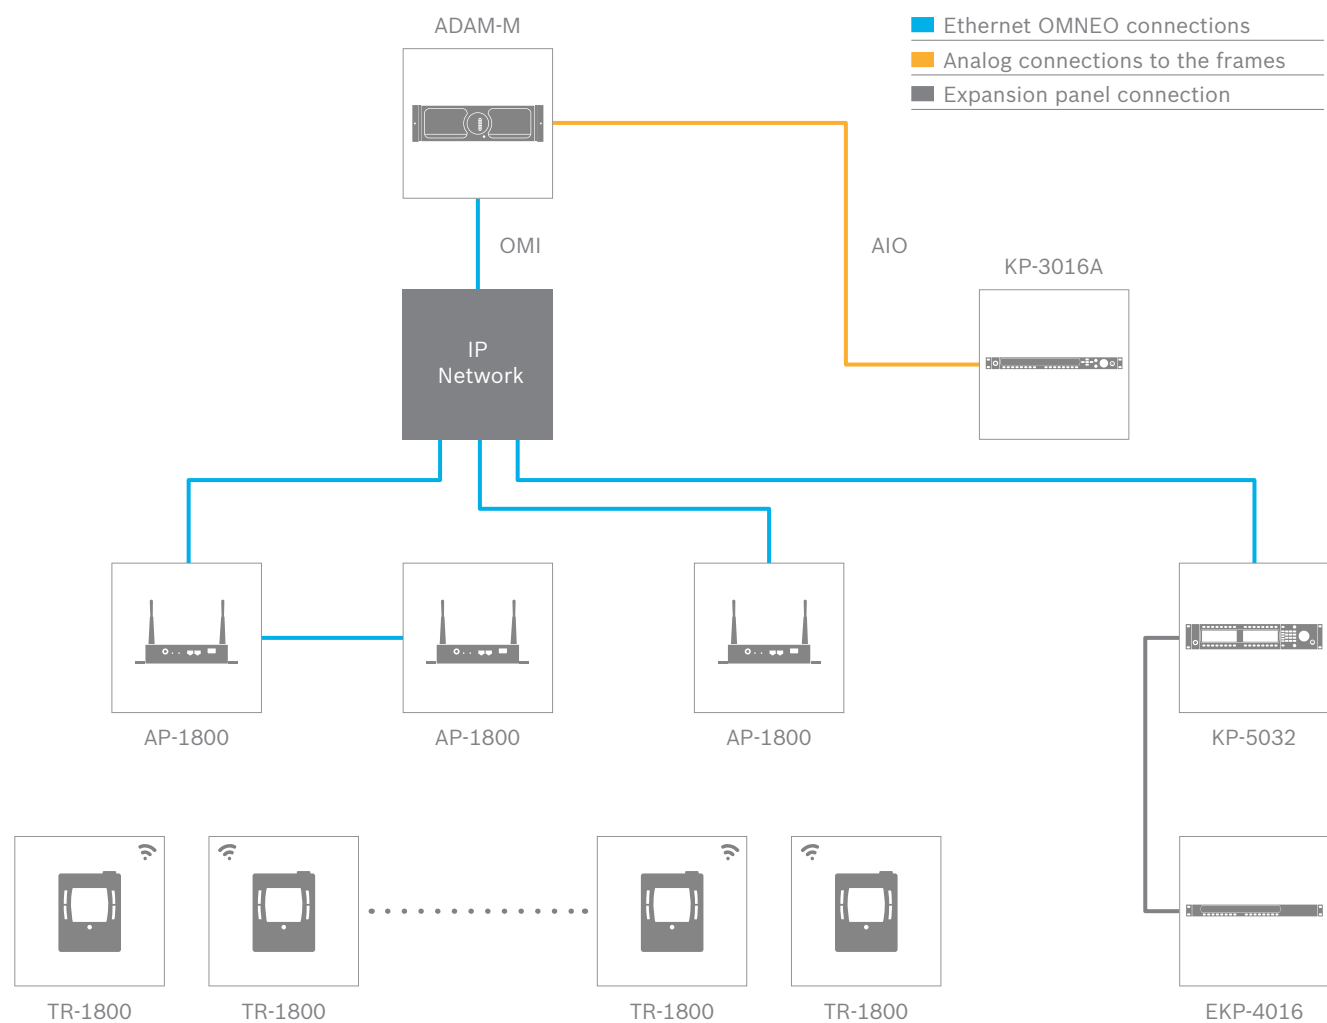 ADAM-M
Ethernet OMNEO connections
Analog connections to the frames
Expansion panel connection
OMI
AIO
KP-3016A
IP
Network
AP-1800
AP-1800
AP-1800
KP-5032
TR-1800
TR-1800
TR-1800
TR-1800
EKP-4016